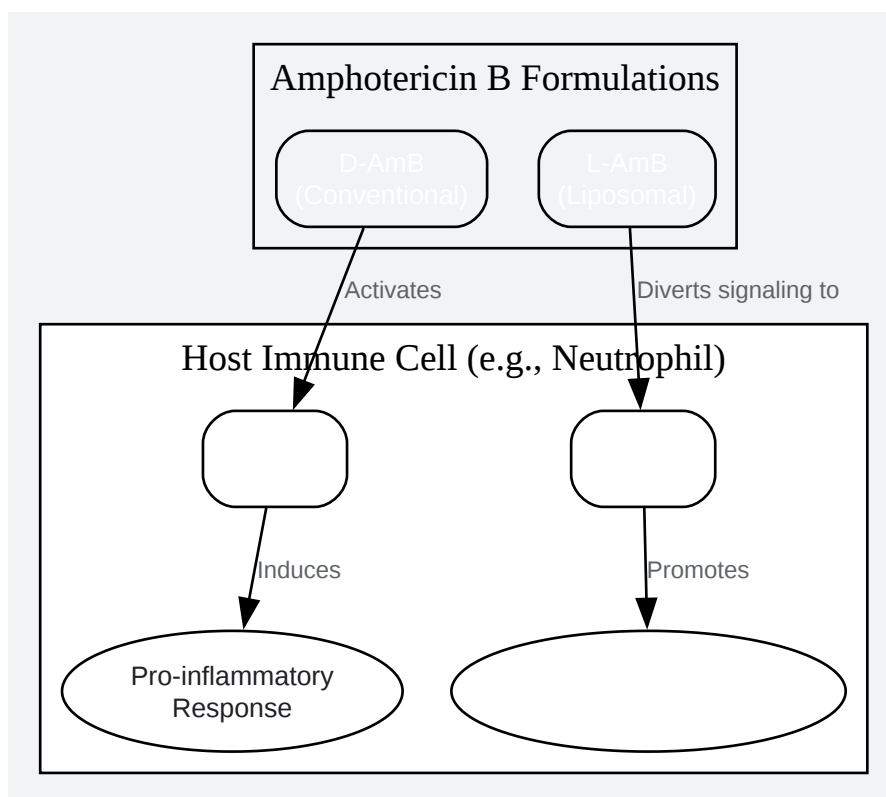 Amphotericin B Formulations
D-AmB
(Conventional)
L-AmB
(Liposomal)
Activates
Diverts signaling to
Host Immune Cell (e.g., Neutrophil)
Induces
Promotes
Pro-inflammatory
Response